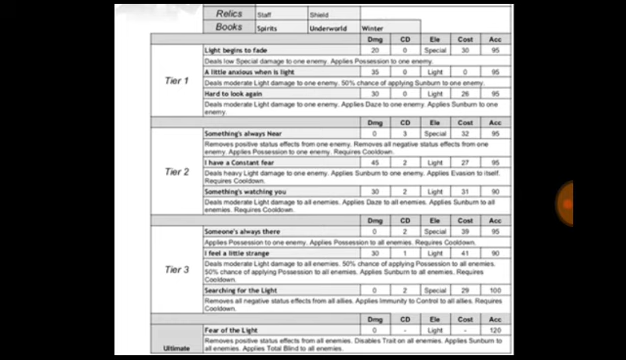 Relics Staff Shield
Books Spirits Underworld Winter
Dmg CD Ele Cost Acc
Tier 1
Light begins to fade 20 0 Special 30 95
Deals low Special damage to one enemy. Applies Possession to one enemy.
A little anxious when is light 35 0 Light 0 95
Deals moderate Light damage to one enemy. 50% chance of applying Sunburn to one enemy.
Hard to look again 30 0 Light 26 95
Deals moderate Light damage to one enemy. Applies Daze to one enemy. Applies Sunburn to one
enemy.
Dmg CD Ele Cost Acc
Tier 2
Something's always Near 0 3 Special 32 95
Removes positive status effects from one enemy. Removes all negative status effects from one
enemy. Applies Possession to one enemy. Requires Cooldown.
I have a Constant fear 45 2 Light 27 95
Deals heavy Light damage to one enemy. Applies Sunburn to one enemy. Applies Evasion to itself.
Requires Cooldown.
Something's watching you 30 2 Light 31 90
Deals moderate Light damage to all enemies. Applies Daze to all enemies. Applies Sunburn to all
enemies. Requires Cooldown.
Dmg CD Ele Cost Acc
Tier 3
Someone's always there 0 2 Special 39 95
Applies Possession to one enemy. Applies Possession to all enemies. Requires Cooldown.
I feel a little strange 30 1 Light 41 90
Deals moderate Light damage to all enemies. 50% chance of applying Possession to all enemies.
50% chance of applying Possession to all enemies. Applies Sunburn to all enemies. Requires
Cooldown.
Searching for the Light 0 2 Special 29 100
Removes all negative status effects from all allies. Applies Immunity to Control to all allies. Requires
Cooldown.
Dmg CD Ele Cost Acc
Ultimate
Fear of the Light 0 - Light - 120
Removes positive status effects from all enemies. Disables Trait on all enemies. Applies Sunburn to
all enemies. Applies Total Blind to all enemies.